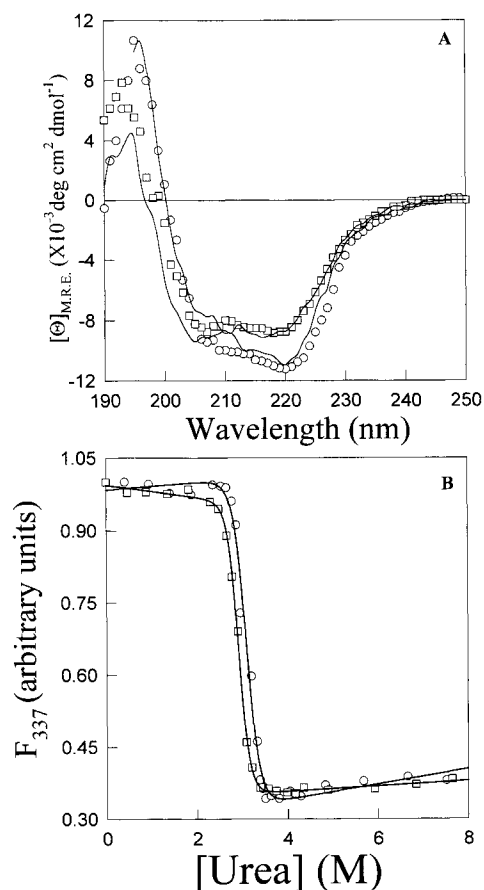 12
A
8
4
0
-4
-8
-12
190 200 210 220 230 240 250
[Θ]M.R.E. (X10⁻³ deg cm² dmol⁻¹)
Wavelength (nm)
1.05
B
0.90
0.75
0.60
0.45
0.30
0 2 4 6 8
F₃₃₇ (arbitrary units)
[Urea] (M)